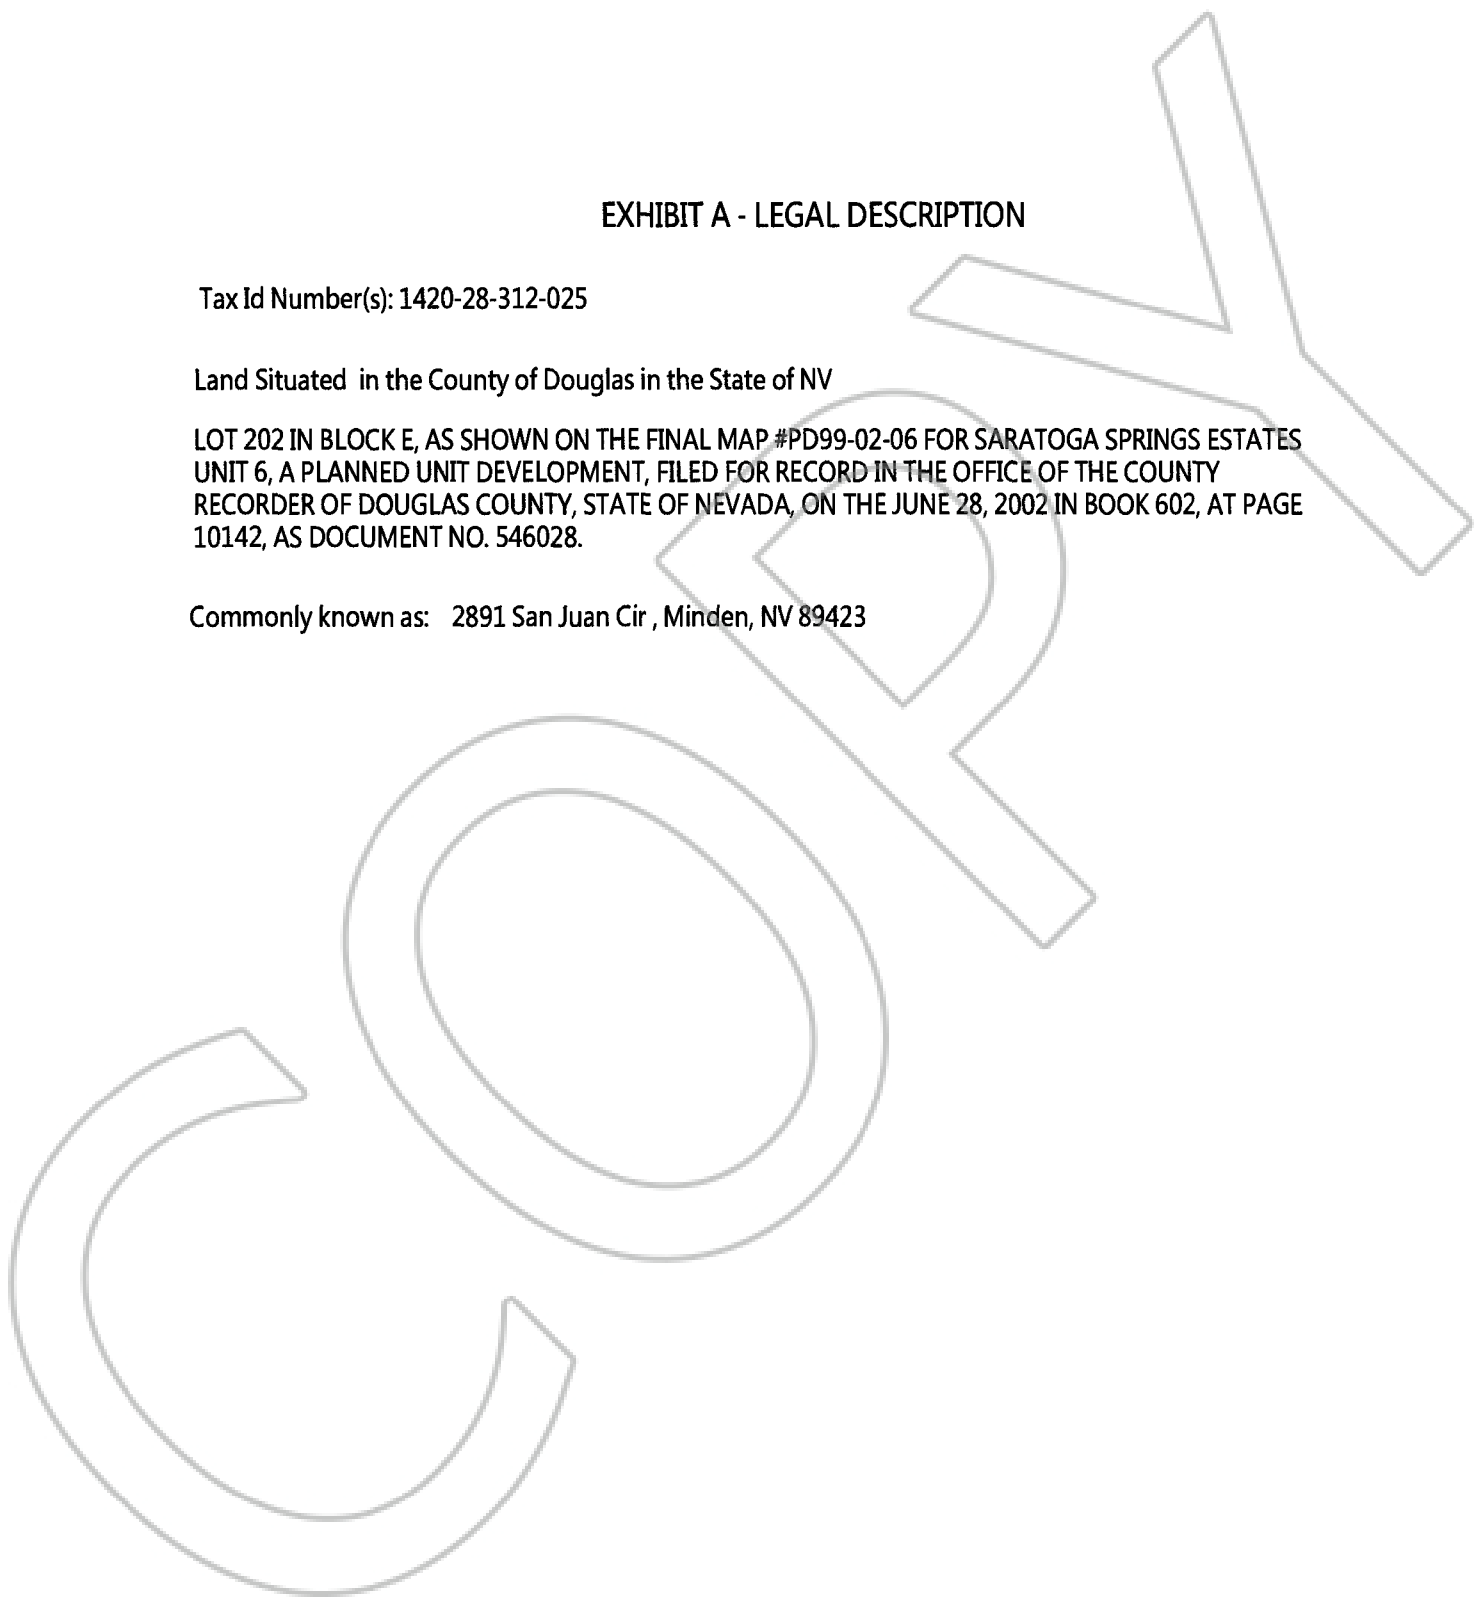 EXHIBIT A - LEGAL DESCRIPTION
Tax Id Number(s): 1420-28-312-025
Land Situated in the County of Douglas in the State of NV
LOT 202 IN BLOCK E, AS SHOWN ON THE FINAL MAP #PD99-02-06 FOR SARATOGA SPRINGS ESTATES
UNIT 6, A PLANNED UNIT DEVELOPMENT, FILED FOR RECORD IN THE OFFICE OF THE COUNTY
RECORDER OF DOUGLAS COUNTY, STATE OF NEVADA, ON THE JUNE 28, 2002 IN BOOK 602, AT PAGE
10142, AS DOCUMENT NO. 546028.
Commonly known as: 2891 San Juan Cir , Minden, NV 89423
COPY